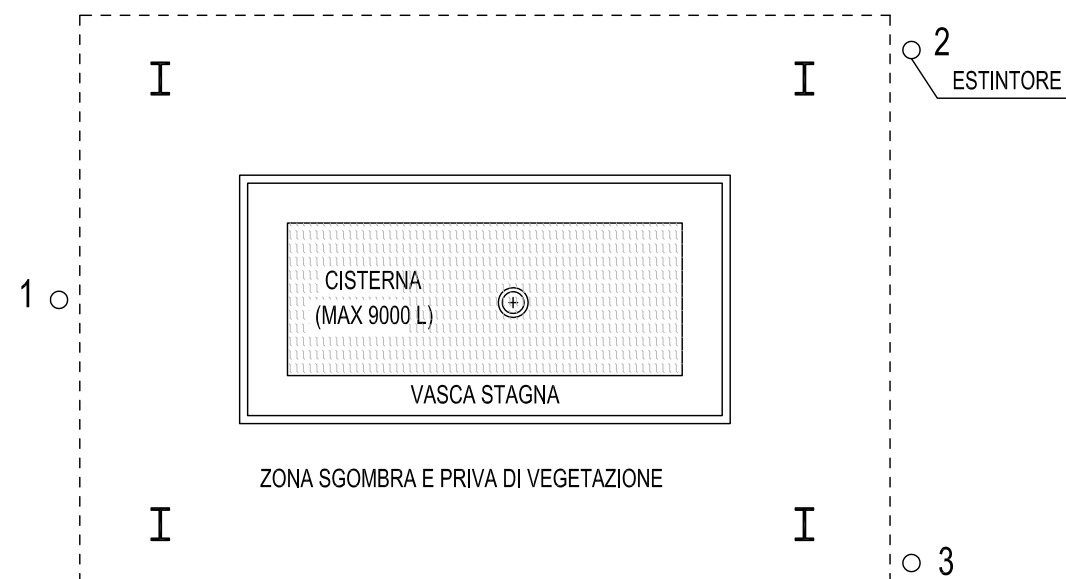 2
ESTINTORE
CISTERNA
1
(MAX 9000 L)
VASCA STAGNA
ZONA SGOMBRA E PRIVA DI VEGETAZIONE
3